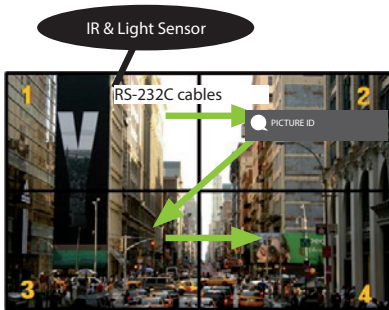 IR & Light Sensor
RS-232C cables
1
2
PICTURE ID
3
4